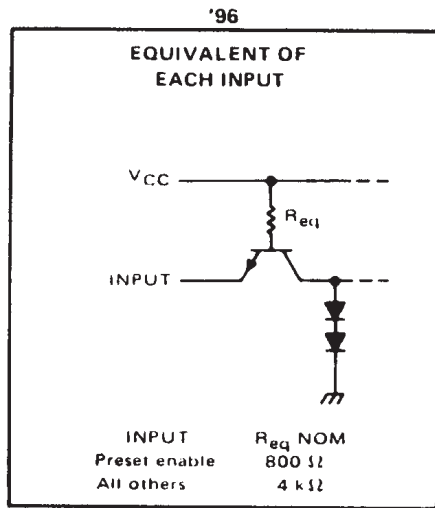 '96
EQUIVALENT OF
EACH INPUT
VCC
Req
INPUT
INPUT Req NOM
Preset enable 800 Ω
All others 4 kΩ